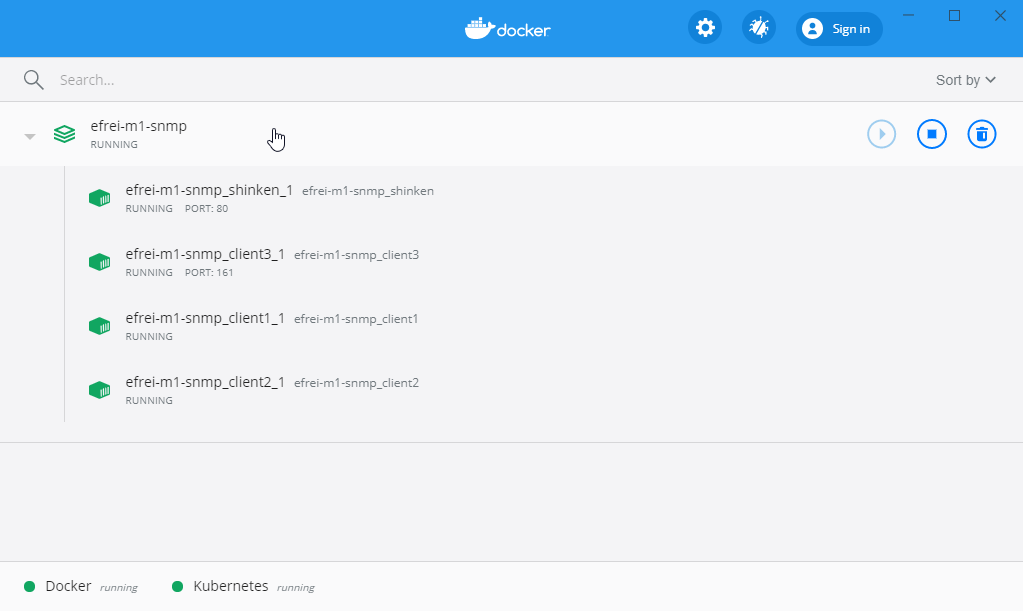 docker
Sign in
Search...
Sort by
efrei-m1-snmp
RUNNING
efrei-m1-snmp_shinken_1 efrei-m1-snmp_shinken
RUNNING PORT: 80
efrei-m1-snmp_client3_1 efrei-m1-snmp_client3
RUNNING PORT: 161
efrei-m1-snmp_client1_1 efrei-m1-snmp_client1
RUNNING
efrei-m1-snmp_client2_1 efrei-m1-snmp_client2
RUNNING
Docker running Kubernetes running